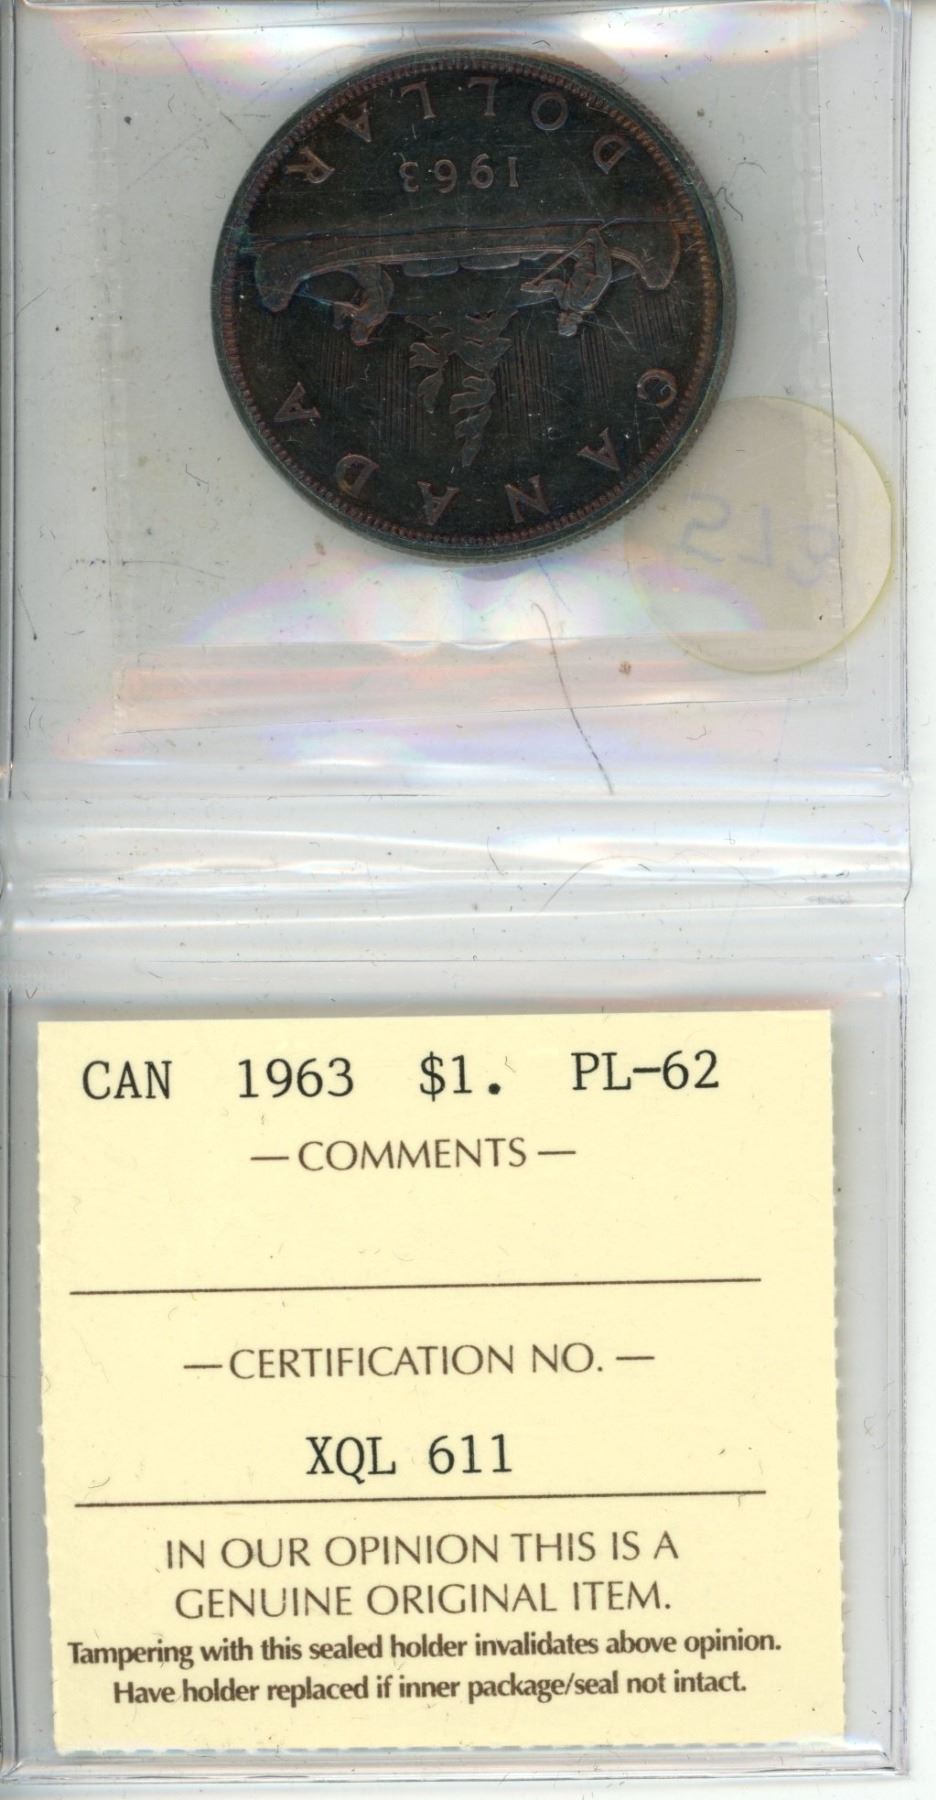 CANADA
1963
DOLLAR
CAN 1963 $1. PL-62
— COMMENTS —
— CERTIFICATION NO. —
XQL 611
IN OUR OPINION THIS IS A
GENUINE ORIGINAL ITEM.
Tampering with this sealed holder invalidates above opinion.
Have holder replaced if inner package/seal not intact.